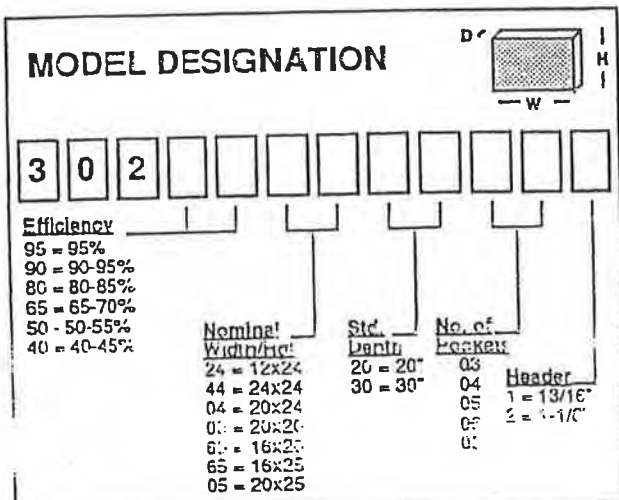 MODEL DESIGNATION
D
H
W
3 0 2
Efficiency
95 = 95%
90 = 90-95%
80 = 80-85%
65 = 65-70%
50 - 50-55%
40 = 40-45%
Nominal
Width/Hgt
24 = 12x24
44 = 24x24
04 = 20x24
= 20x20
= 16x20
65 = 16x25
05 = 20x25
Std.
Depth
20 = 20"
30 = 30"
No. of
Pockets
03
04
05
Header
1 = 13/16"